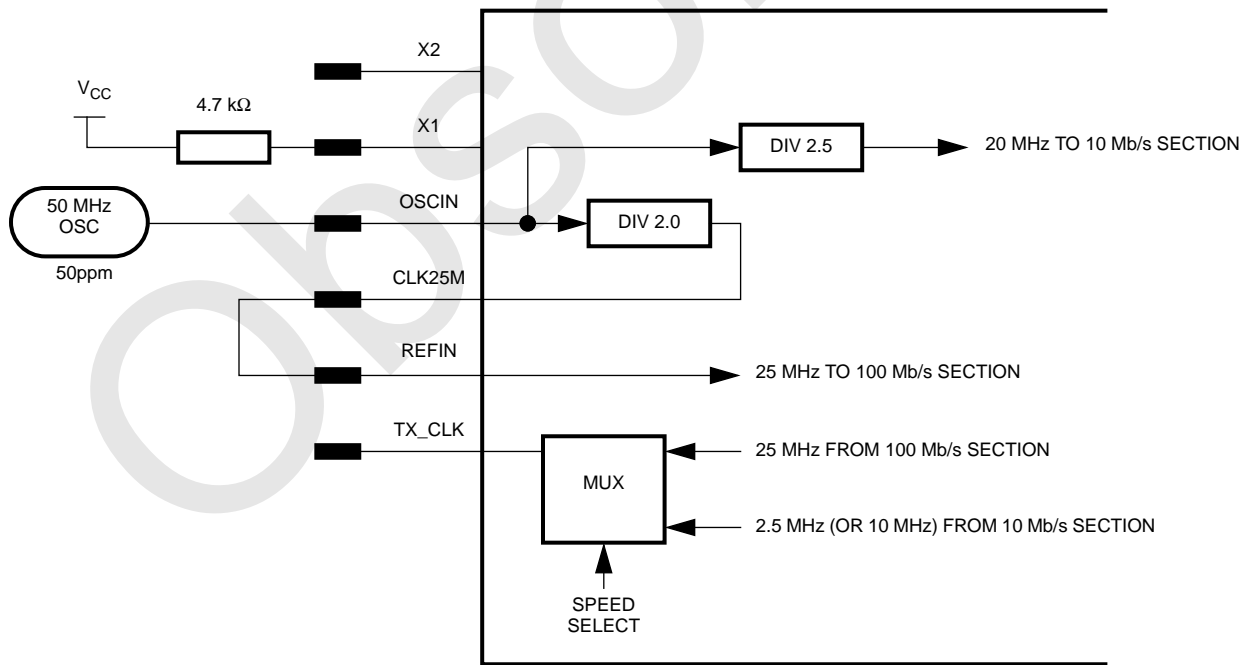 X2
VCC
4.7 kΩ
X1
DIV 2.5
20 MHz TO 10 Mb/s SECTION
50 MHz
OSC
50ppm
OSCIN
DIV 2.0
CLK25M
REFIN
25 MHz TO 100 Mb/s SECTION
TX_CLK
MUX
25 MHz FROM 100 Mb/s SECTION
2.5 MHz (OR 10 MHz) FROM 10 Mb/s SECTION
SPEED
SELECT
Obso